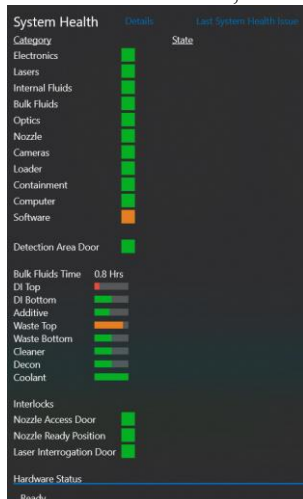 System Health Details Last System Health Issue
Category State
Electronics
Lasers
Internal Fluids
Bulk Fluids
Optics
Nozzle
Cameras
Loader
Containment
Computer
Software
Detection Area Door
Bulk Fluids Time 0.8 Hrs
DI Top
DI Bottom
Additive
Waste Top
Waste Bottom
Cleaner
Decon
Coolant
Interlocks
Nozzle Access Door
Nozzle Ready Position
Laser Interrogation Door
Hardware Status
Ready